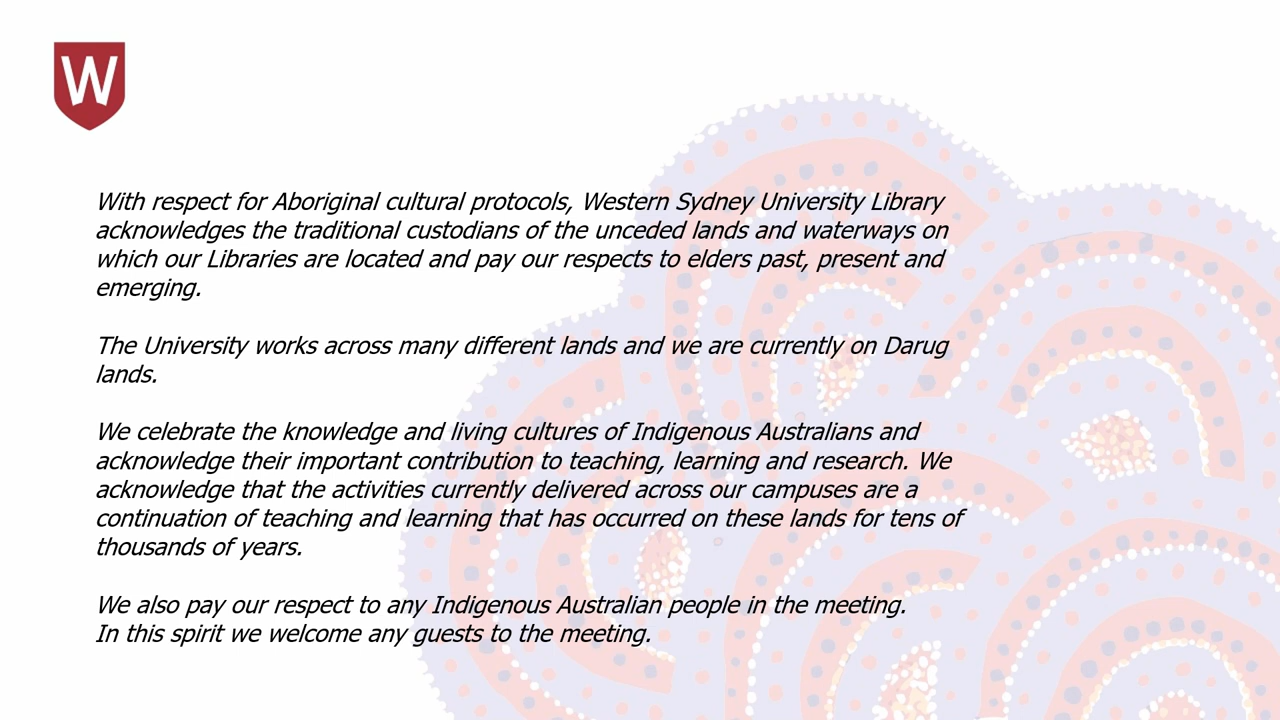 W
With respect for Aboriginal cultural protocols, Western Sydney University Library
acknowledges the traditional custodians of the unceded lands and waterways on
which our Libraries are located and pay our respects to elders past, present and
emerging.
The University works across many different lands and we are currently on Darug
lands.
We celebrate the knowledge and living cultures of Indigenous Australians and
acknowledge their important contribution to teaching, learning and research. We
acknowledge that the activities currently delivered across our campuses are a
continuation of teaching and learning that has occurred on these lands for tens of
thousands of years.
We also pay our respect to any Indigenous Australian people in the meeting.
In this spirit we welcome any guests to the meeting.